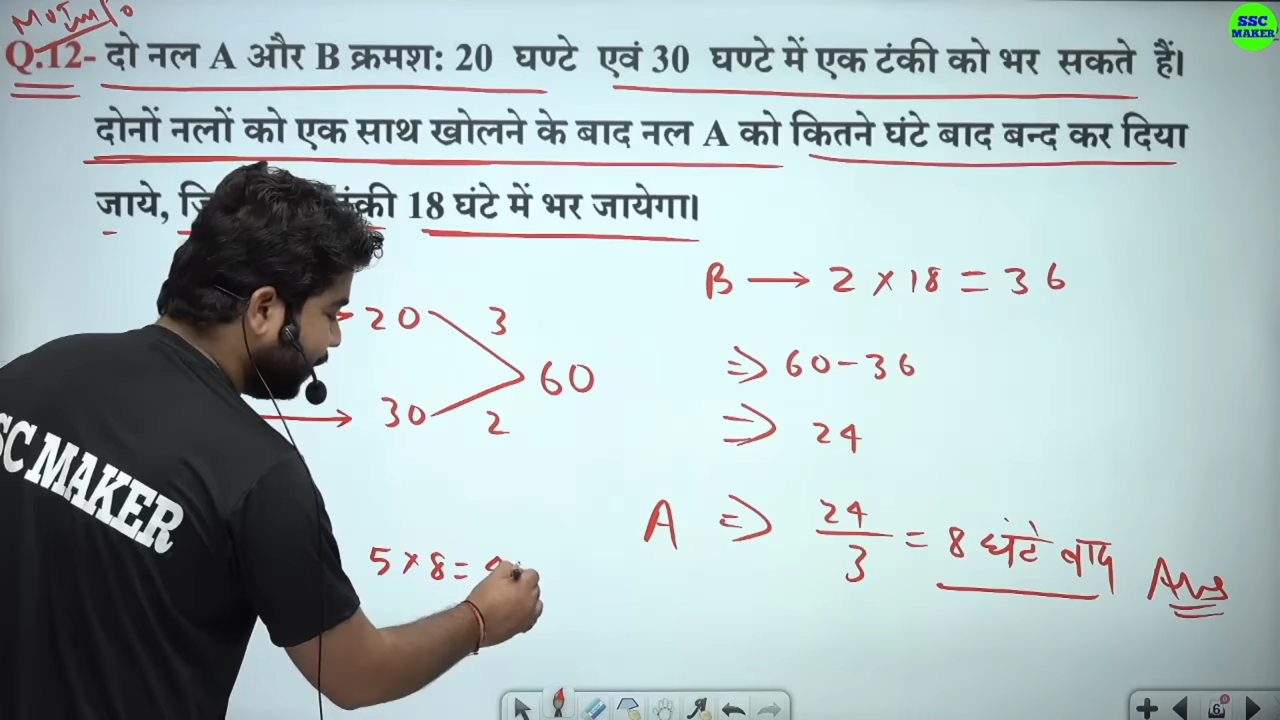 SSC
MAKER
Q.12- दो नल A और B क्रमश: 20 घण्टे एवं 30 घण्टे में एक टंकी को भर सकते हैं।
दोनों नलों को एक साथ खोलने के बाद नल A को कितने घंटे बाद बन्द कर दिया
जाये, टंकी 18 घंटे में भर जायेगा।
B → 2 × 18 = 36
20 3
⇒ 60-36
60
30 2
⇒ 24
A ⇒ 24/3 = 8 घंटे बाद Ans
5 × 8 =
SC MAKER
6